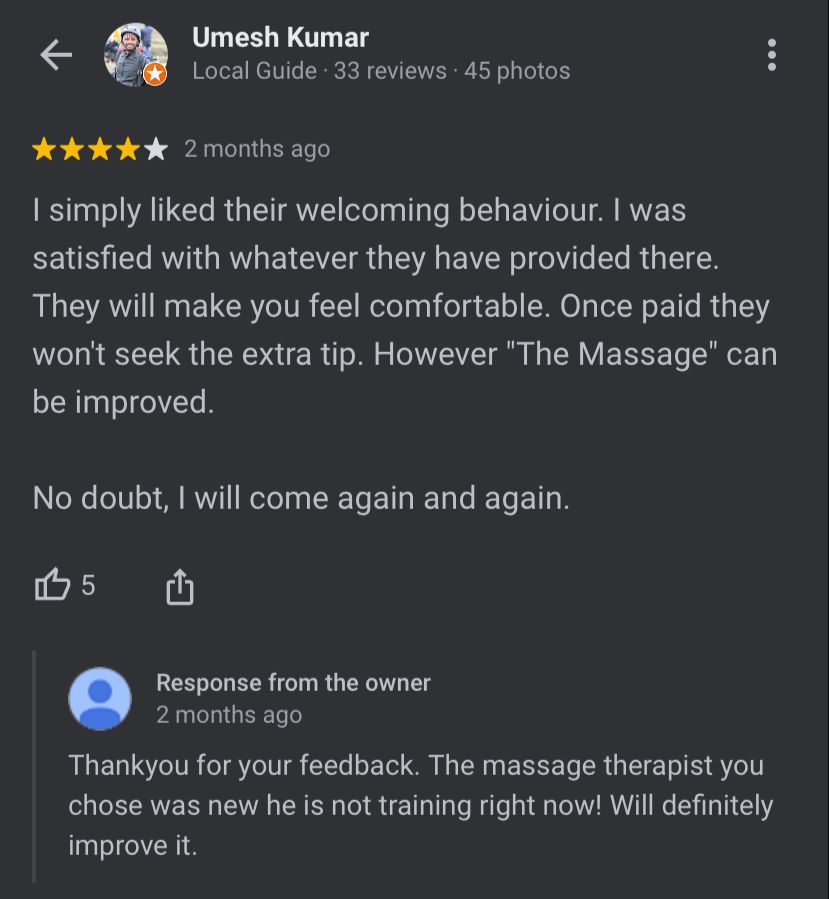 Umesh Kumar
Local Guide · 33 reviews · 45 photos
2 months ago
I simply liked their welcoming behaviour. I was
satisfied with whatever they have provided there.
They will make you feel comfortable. Once paid they
won't seek the extra tip. However "The Massage" can
be improved.
No doubt, I will come again and again.
5
Response from the owner
2 months ago
Thankyou for your feedback. The massage therapist you
chose was new he is not training right now! Will definitely
improve it.